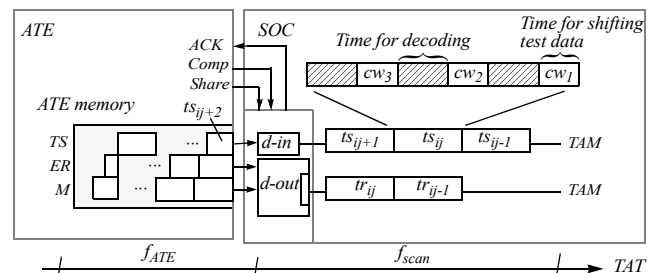 ATE
SOC
Time for shifting
test data
Time for decoding
ACK
Comp
Share
cw3 cw2 cw1
ATE memory
tsij+2
TS ...
ER ...
M ...
d-in
tsij+1 tsij tsij-1 TAM
d-out
trij trij-1 TAM
fATE fscan TAT